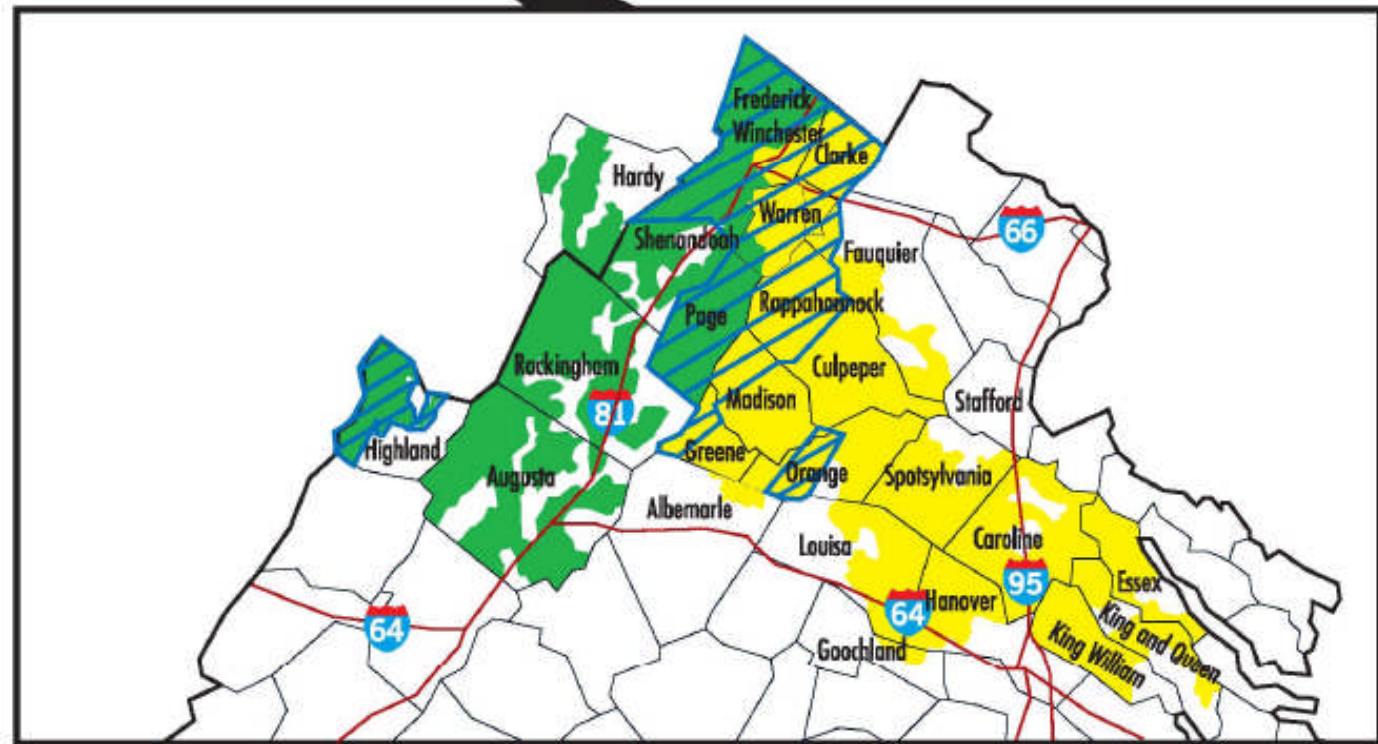 Frederick
Winchester
Clarke
Hardy
Warren
66
Shenandoah
Fauquier
Rappahannock
Page
Rockingham
Culpeper
Madison
Stafford
81
Highland
Greene
Orange
Augusta
Spotsylvania
Albemarle
Louisa
Caroline
95
Essex
Hanover
64
64
King and Queen
King William
Goochland